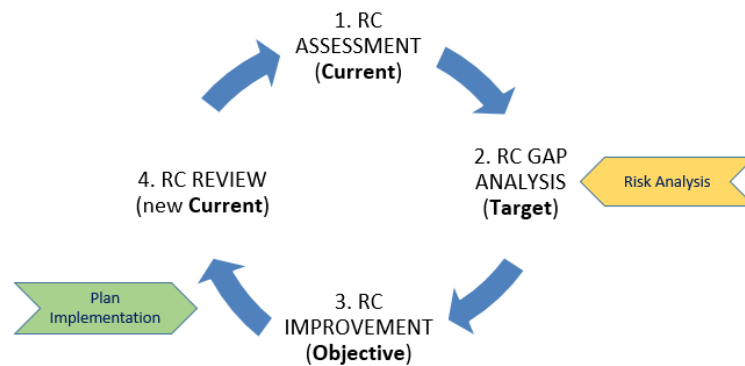 1. RC
ASSESSMENT
(Current)
2. RC GAP
ANALYSIS
(Target)
Risk Analysis
3. RC
IMPROVEMENT
(Objective)
Plan
Implementation
4. RC REVIEW
(new Current)